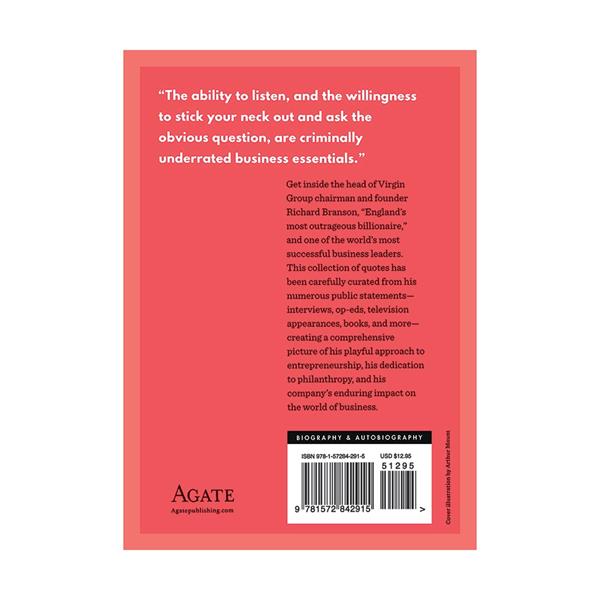 “The ability to listen, and the willingness
to stick your neck out and ask the
obvious question, are criminally
underrated business essentials.”
Get inside the head of Virgin
Group chairman and founder
Richard Branson, “England’s
most outrageous billionaire,”
and one of the world’s most
successful business leaders.
This collection of quotes has
been carefully curated from his
numerous public statements—
interviews, op-eds, television
appearances, books, and more—
creating a comprehensive
picture of his playful approach to
entrepreneurship, his dedication
to philanthropy, and his
company’s enduring impact on
the world of business.
BIOGRAPHY & AUTOBIOGRAPHY
ISBN 978-1-57284-291-5 USD $12.95
51295
9 781572 842915 >
AGATE
Agatepublishing.com
Cover illustration by Arthur Mount